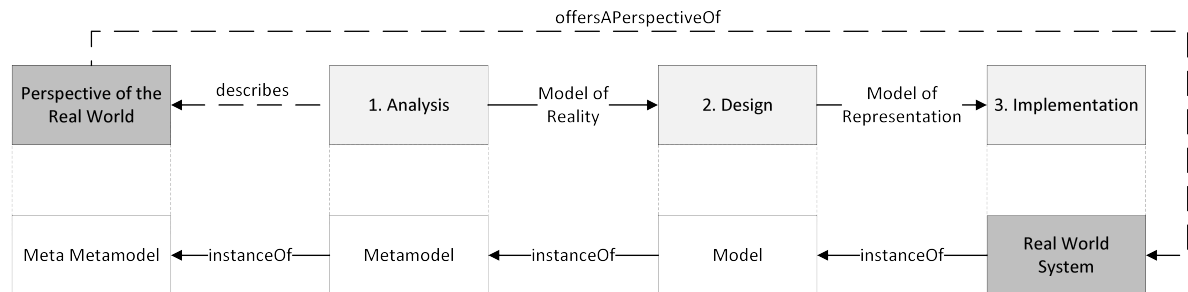 offersAPerspectiveOf
Perspective of the
Real World
describes
1. Analysis
Model of
Reality
2. Design
Model of
Representation
3. Implementation
Meta Metamodel
instanceOf
Metamodel
instanceOf
Model
instanceOf
Real World
System